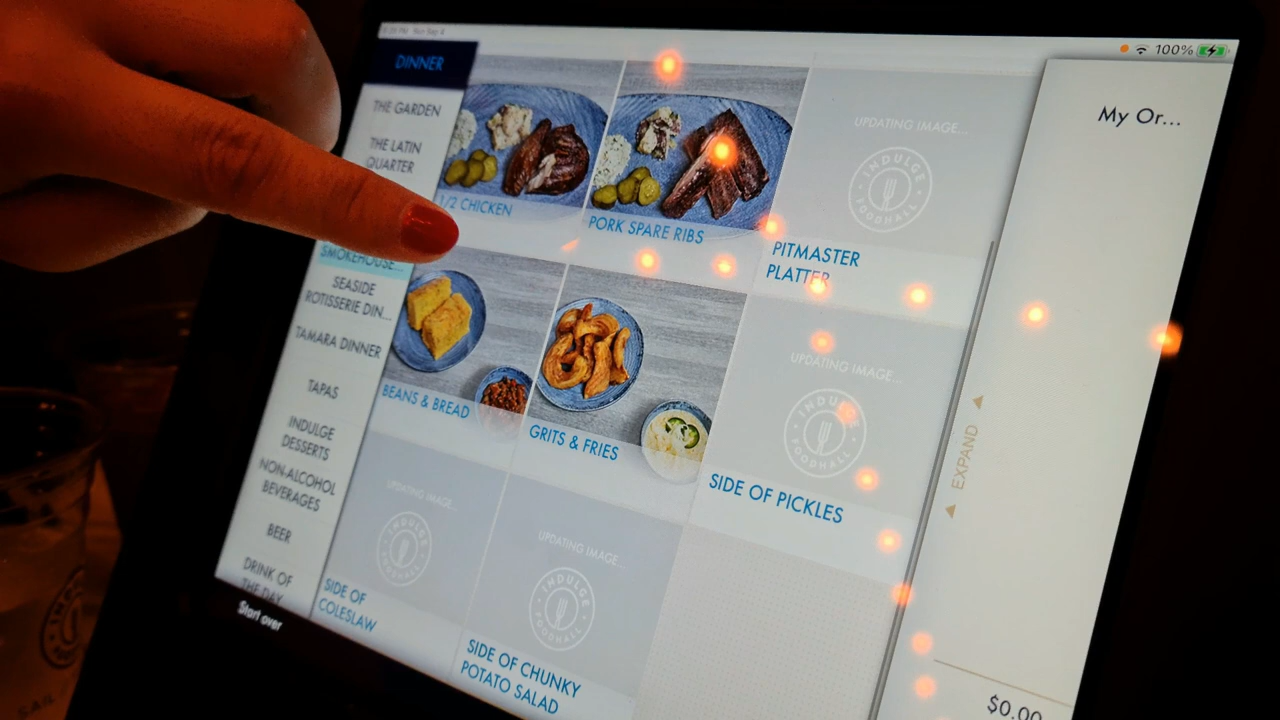 Sun Sep 4
100%
DINNER
THE GARDEN
THE LATIN
QUARTER
SMOKEHOUSE...
SEASIDE
ROTISSERIE DIN...
TAMARA DINNER
TAPAS
INDULGE
DESSERTS
NON-ALCOHOL
BEVERAGES
BEER
DRINK OF
THE DAY
Start over
1/2 CHICKEN
PORK SPARE RIBS
UPDATING IMAGE...
INDULGE
FOODHALL
PITMASTER
PLATTER
BEANS & BREAD
GRITS & FRIES
UPDATING IMAGE...
INDULGE
FOODHALL
SIDE OF PICKLES
UPDATING IMAGE...
INDULGE
FOODHALL
SIDE OF
COLESLAW
UPDATING IMAGE...
INDULGE
FOODHALL
SIDE OF CHUNKY
POTATO SALAD
My Or...
EXPAND
$0.00